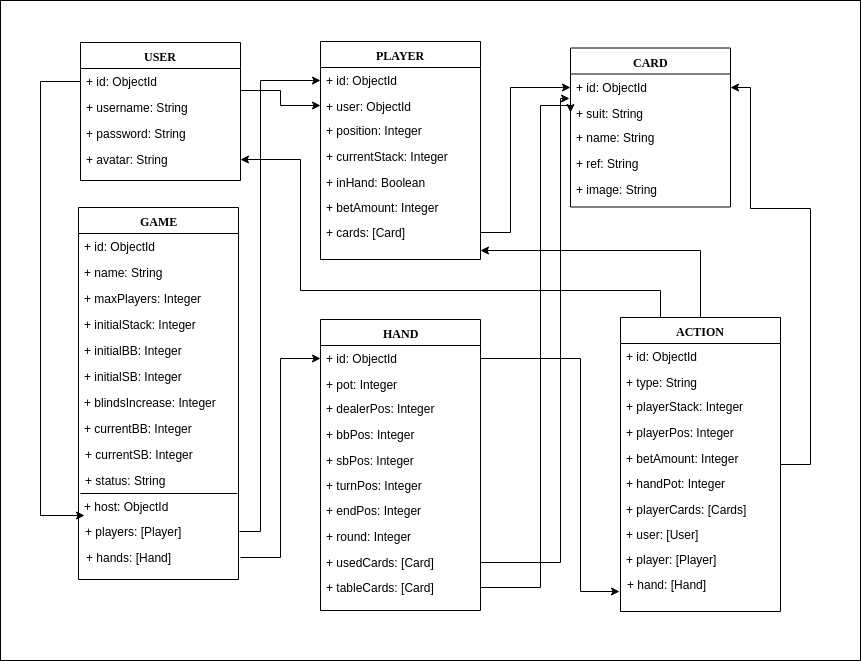 USER
+ id: ObjectId
+ username: String
+ password: String
+ avatar: String
PLAYER
+ id: ObjectId
+ user: ObjectId
+ position: Integer
+ currentStack: Integer
+ inHand: Boolean
+ betAmount: Integer
+ cards: [Card]
CARD
+ id: ObjectId
+ suit: String
+ name: String
+ ref: String
+ image: String
GAME
+ id: ObjectId
+ name: String
+ maxPlayers: Integer
+ initialStack: Integer
+ initialBB: Integer
+ initialSB: Integer
+ blindsIncrease: Integer
+ currentBB: Integer
+ currentSB: Integer
+ status: String
+ host: ObjectId
+ players: [Player]
+ hands: [Hand]
HAND
+ id: ObjectId
+ pot: Integer
+ dealerPos: Integer
+ bbPos: Integer
+ sbPos: Integer
+ turnPos: Integer
+ endPos: Integer
+ round: Integer
+ usedCards: [Card]
+ tableCards: [Card]
ACTION
+ id: ObjectId
+ type: String
+ playerStack: Integer
+ playerPos: Integer
+ betAmount: Integer
+ handPot: Integer
+ playerCards: [Cards]
+ user: [User]
+ player: [Player]
+ hand: [Hand]